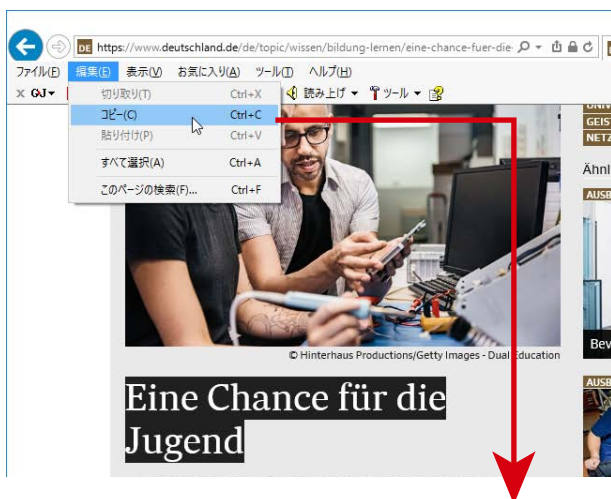 DE https://www.deutschland.de/de/topic/wissen/bildung-lernen/eine-chance-fuer-die-
ファイル(F) 編集(E) 表示(V) お気に入り(A) ツール(T) ヘルプ(H)
読み上げ ツール
切り取り(T) Ctrl+X
コピー(C) Ctrl+C
貼り付け(P) Ctrl+V
すべて選択(A) Ctrl+A
このページの検索(F)... Ctrl+F
GEIS
NETZ
Ähnl
AUSB
Bev
© Hinterhaus Productions/Getty Images - Dual Education
AUSB
Eine Chance für die
Jugend